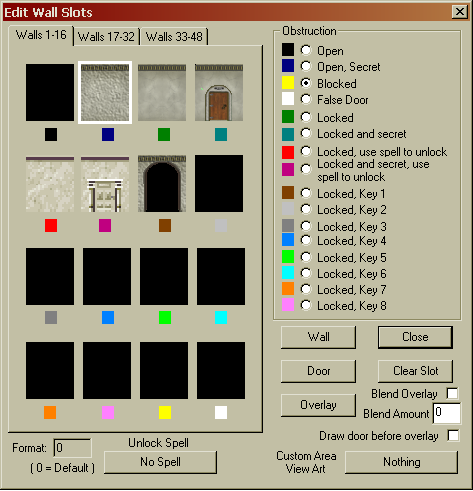 Edit Wall Slots
Walls 1-16
Walls 17-32
Walls 33-48
Obstruction
Open
Open, Secret
Blocked
False Door
Locked
Locked and secret
Locked, use spell to unlock
Locked and secret, use
spell to unlock
Locked, Key 1
Locked, Key 2
Locked, Key 3
Locked, Key 4
Locked, Key 5
Locked, Key 6
Locked, Key 7
Locked, Key 8
Wall
Close
Door
Clear Slot
Overlay
Blend Overlay
Blend Amount 0
Draw door before overlay
Format: 0
( 0 = Default )
Unlock Spell
No Spell
Custom Area
View Art
Nothing